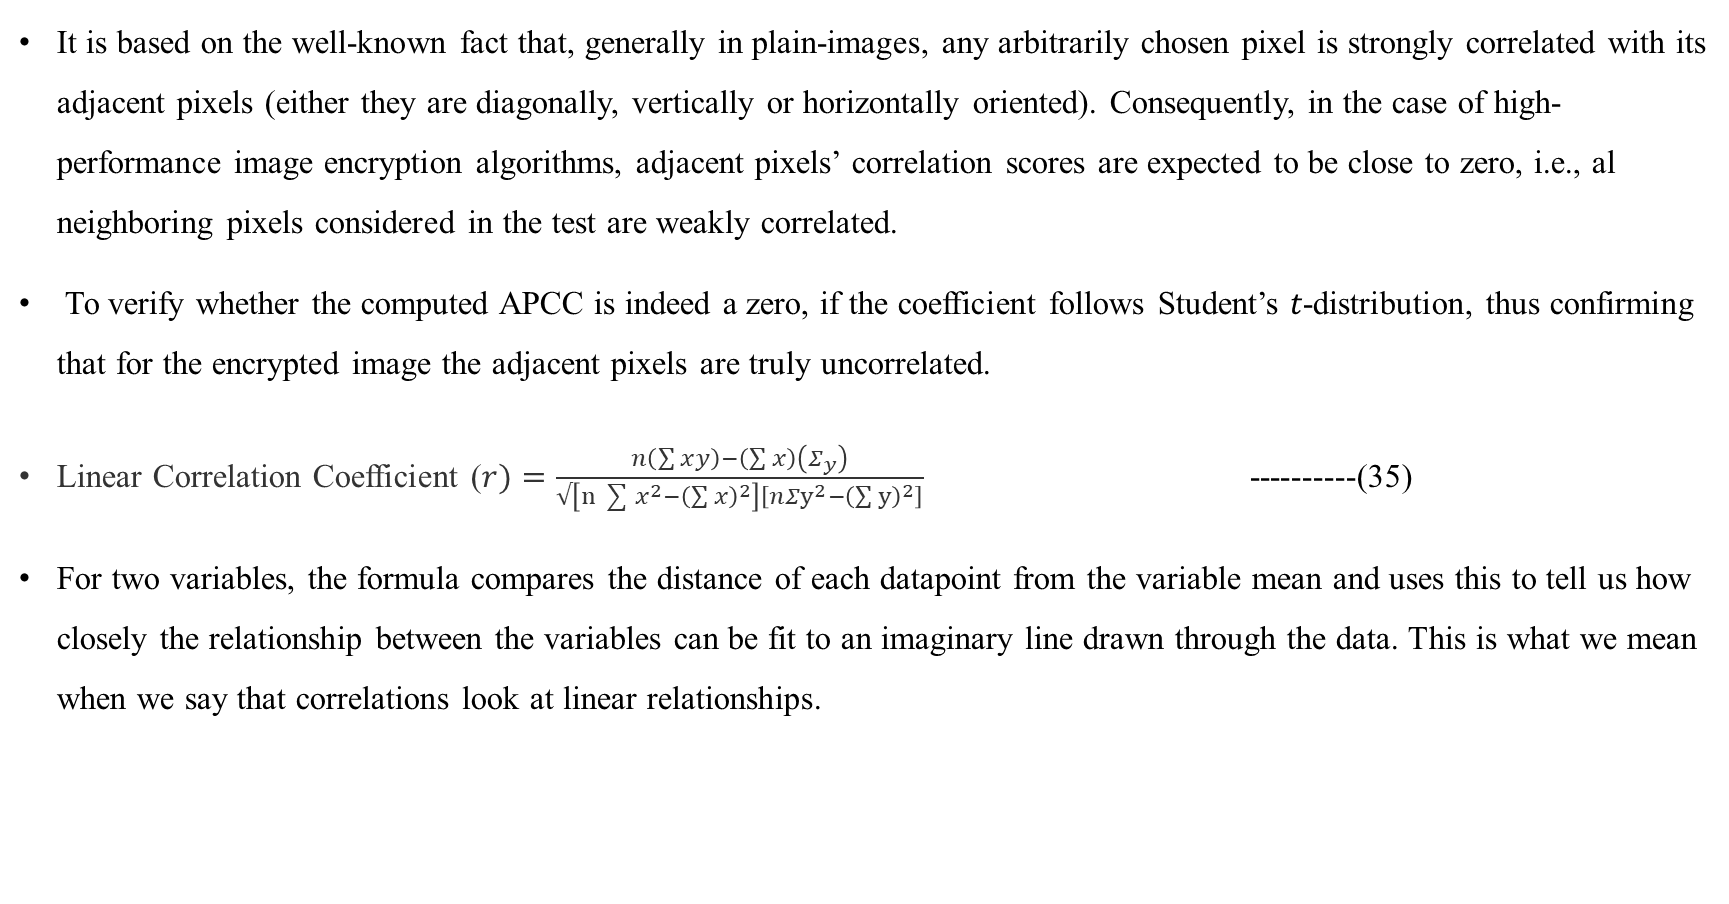 • It is based on the well-known fact that, generally in plain-images, any arbitrarily chosen pixel is strongly correlated with its
adjacent pixels (either they are diagonally, vertically or horizontally oriented). Consequently, in the case of high-
performance image encryption algorithms, adjacent pixels’ correlation scores are expected to be close to zero, i.e., al
neighboring pixels considered in the test are weakly correlated.
• To verify whether the computed APCC is indeed a zero, if the coefficient follows Student’s t-distribution, thus confirming
that for the encrypted image the adjacent pixels are truly uncorrelated.
• Linear Correlation Coefficient (r) = n(∑ xy)−(∑ x)(Σy) / √[n ∑ x²−(∑ x)²][nΣy²−(∑ y)²] ----------(35)
• For two variables, the formula compares the distance of each datapoint from the variable mean and uses this to tell us how
closely the relationship between the variables can be fit to an imaginary line drawn through the data. This is what we mean
when we say that correlations look at linear relationships.